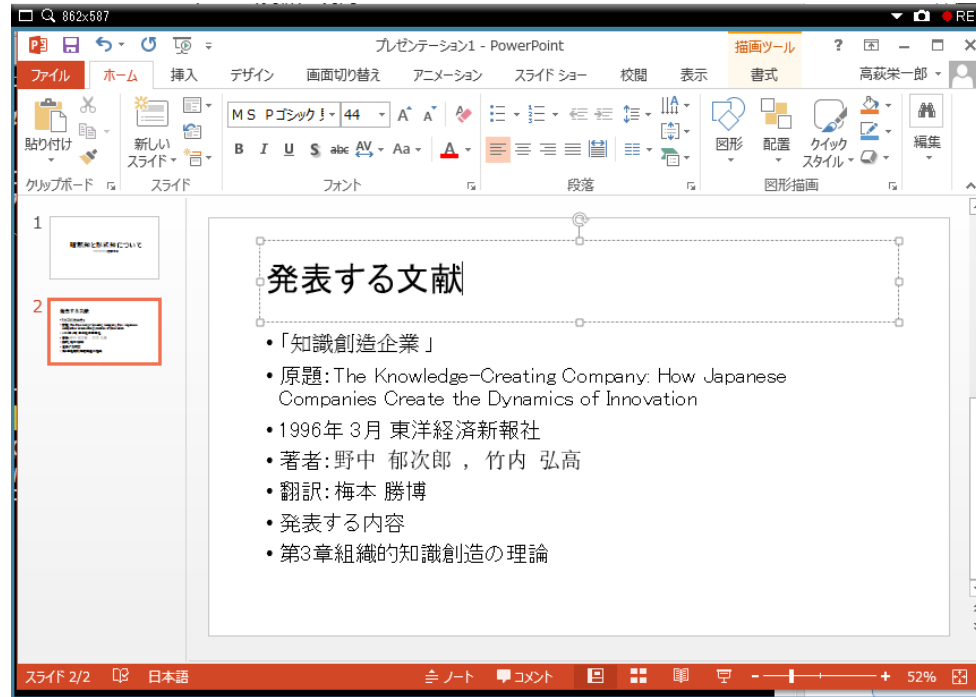 862x587
RE
プレゼンテーション1 - PowerPoint
描画ツール
?
ファイル
ホーム
挿入
デザイン
画面切り替え
アニメーション
スライド ショー
校閲
表示
書式
高萩栄一郎
貼り付け
新しい
スライド
MS Pゴシック
44
B I U S abc AV Aa A
図形
配置
クイック
スタイル
編集
クリップボード
スライド
フォント
段落
図形描画
1
2
発表する文献
•「知識創造企業」
•原題:The Knowledge-Creating Company: How Japanese
Companies Create the Dynamics of Innovation
•1996年 3月 東洋経済新報社
•著者:野中 郁次郎 , 竹内 弘高
•翻訳:梅本 勝博
•発表する内容
•第3章組織的知識創造の理論
スライド 2/2
日本語
ノート
コメント
52%